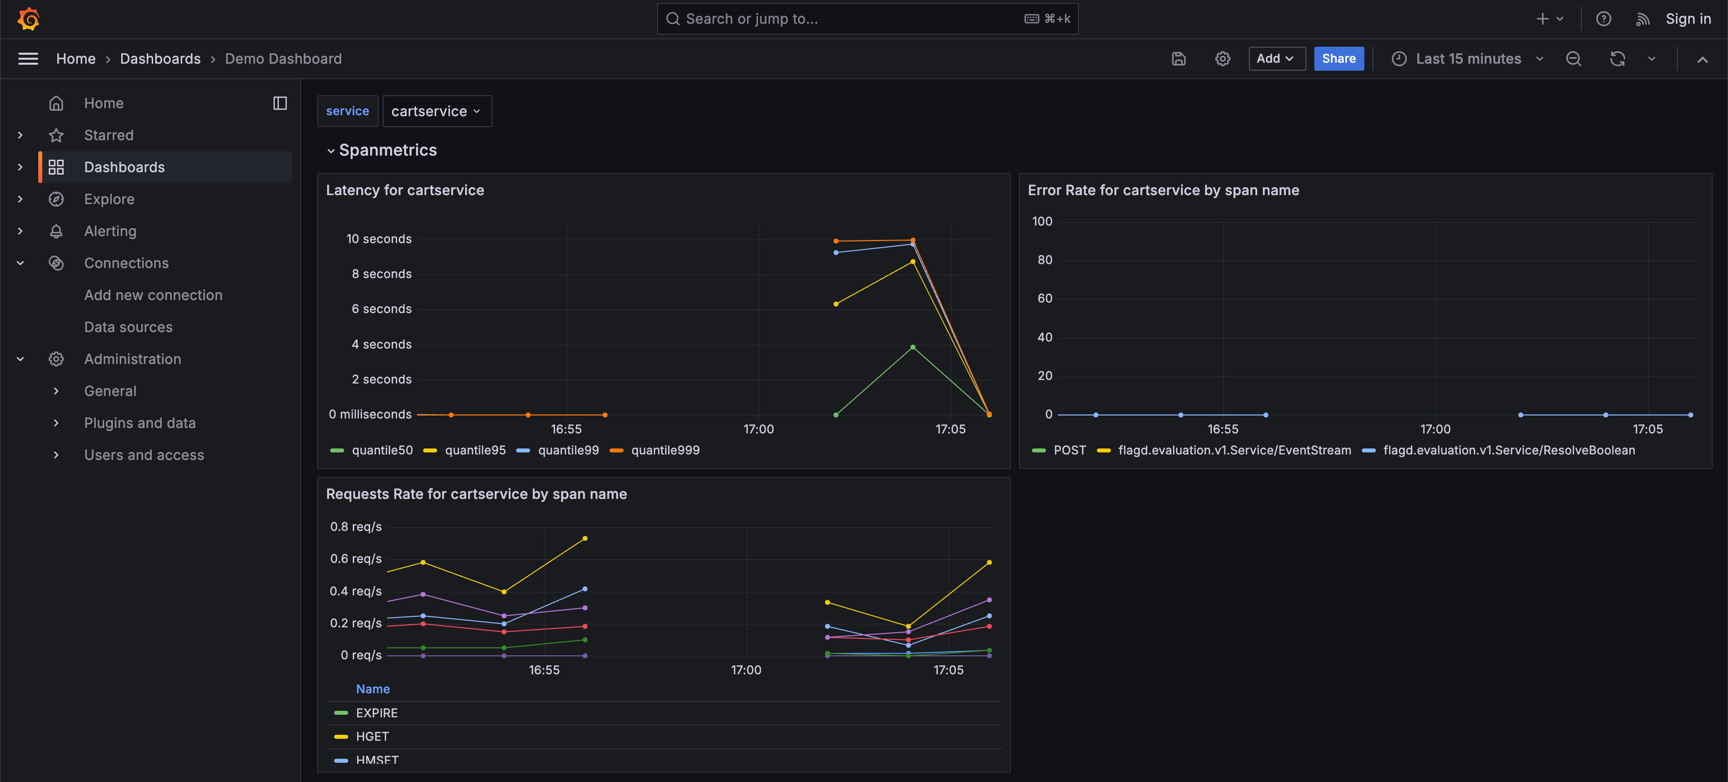 Search or jump to...
⌘+k
Sign in
Home › Dashboards › Demo Dashboard
Add
Share
Last 15 minutes
Home
Starred
Dashboards
Explore
Alerting
Connections
Add new connection
Data sources
Administration
General
Plugins and data
Users and access
service
cartservice
Spanmetrics
Latency for cartservice
10 seconds
8 seconds
6 seconds
4 seconds
2 seconds
0 milliseconds
16:55
17:00
17:05
quantile50 quantile95 quantile99 quantile999
Error Rate for cartservice by span name
100
80
60
40
20
0
16:55
17:00
17:05
POST flagd.evaluation.v1.Service/EventStream flagd.evaluation.v1.Service/ResolveBoolean
Requests Rate for cartservice by span name
0.8 req/s
0.6 req/s
0.4 req/s
0.2 req/s
0 req/s
16:55
17:00
17:05
Name
EXPIRE
HGET
HMSET